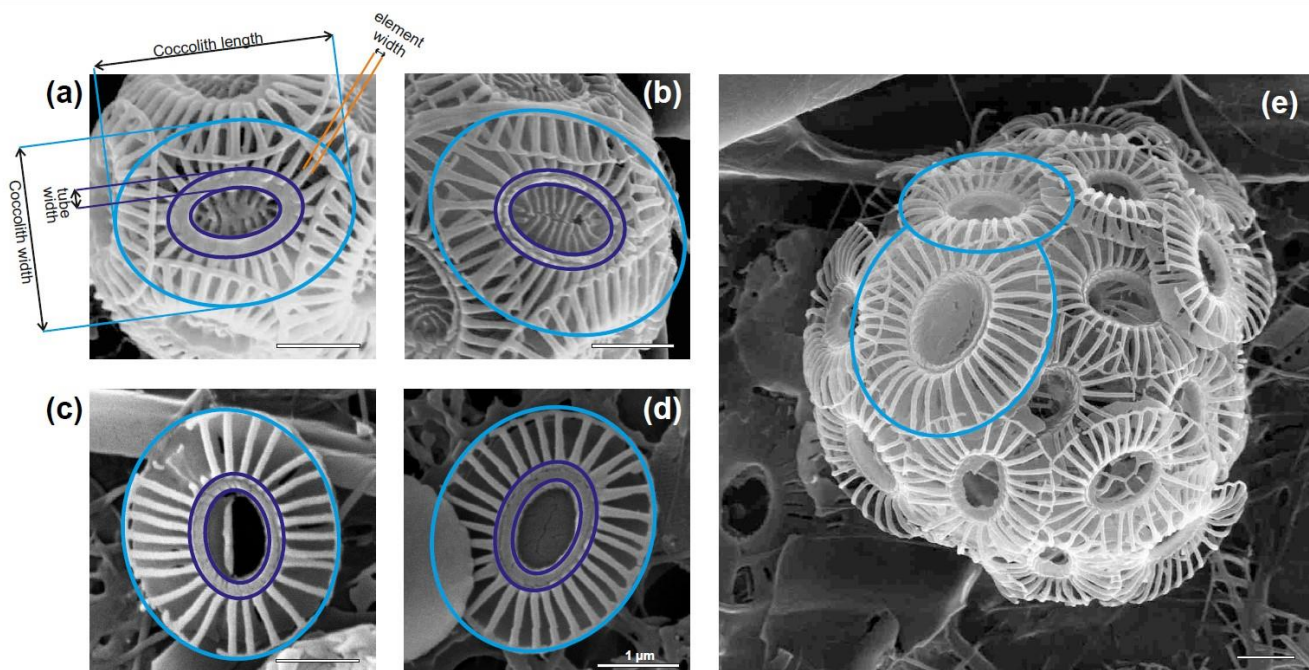 Coccolith length
element
width
(a)
(b)
(e)
tube
width
Coccolith width
(c)
(d)
1 µm